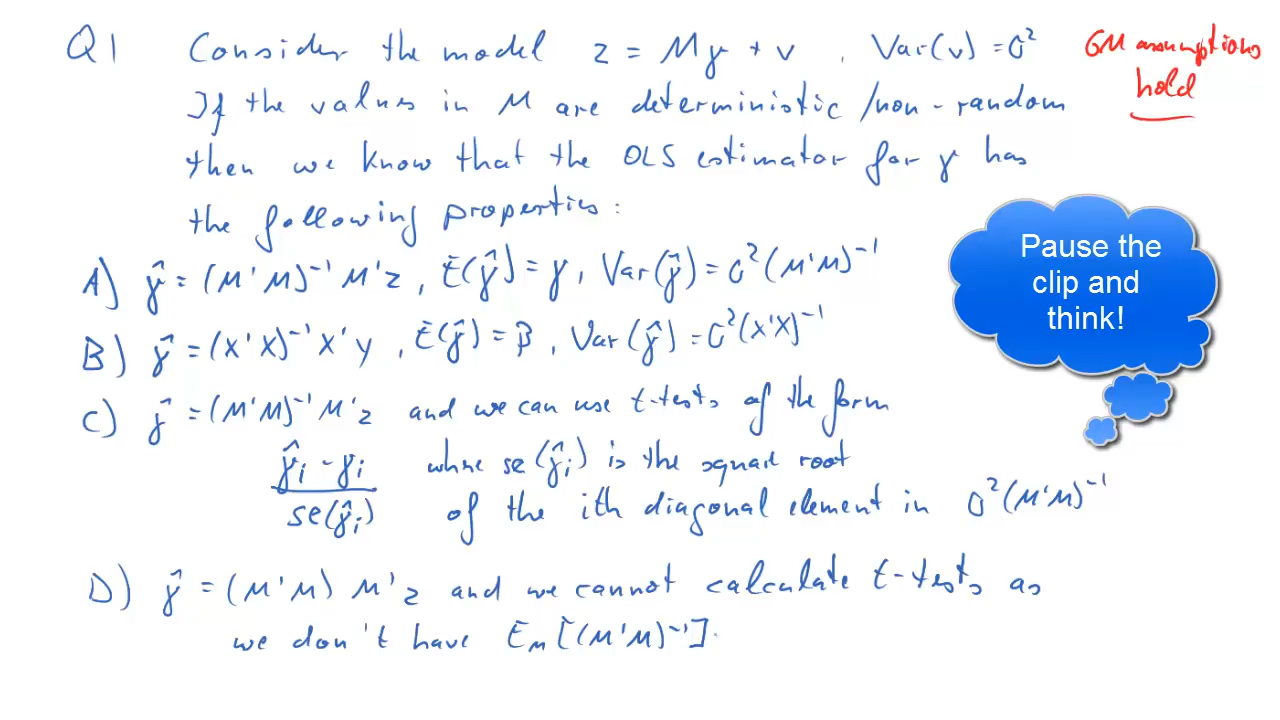 Q1 Consider the model z = Mγ + v , Var(v) = σ²
GM assumptions
hold
If the values in M are deterministic /non-random
then we know that the OLS estimator for γ has
the following properties:
A) γ̂ = (M'M)⁻¹ M'z , E(γ̂) = γ, Var(γ̂) = σ²(M'M)⁻¹
B) γ̂ = (X'X)⁻¹ X'y , E(γ̂) = β , Var(γ̂) = σ²(X'X)⁻¹
C) γ̂ = (M'M)⁻¹ M'z and we can use t-tests of the form
γ̂i - γi / se(γ̂i) where se(γ̂i) is the square root
of the ith diagonal element in σ²(M'M)⁻¹
D) γ̂ = (M'M) M'z and we cannot calculate t-tests as
we don't have E_M[(M'M)⁻¹].
Pause the
clip and
think!